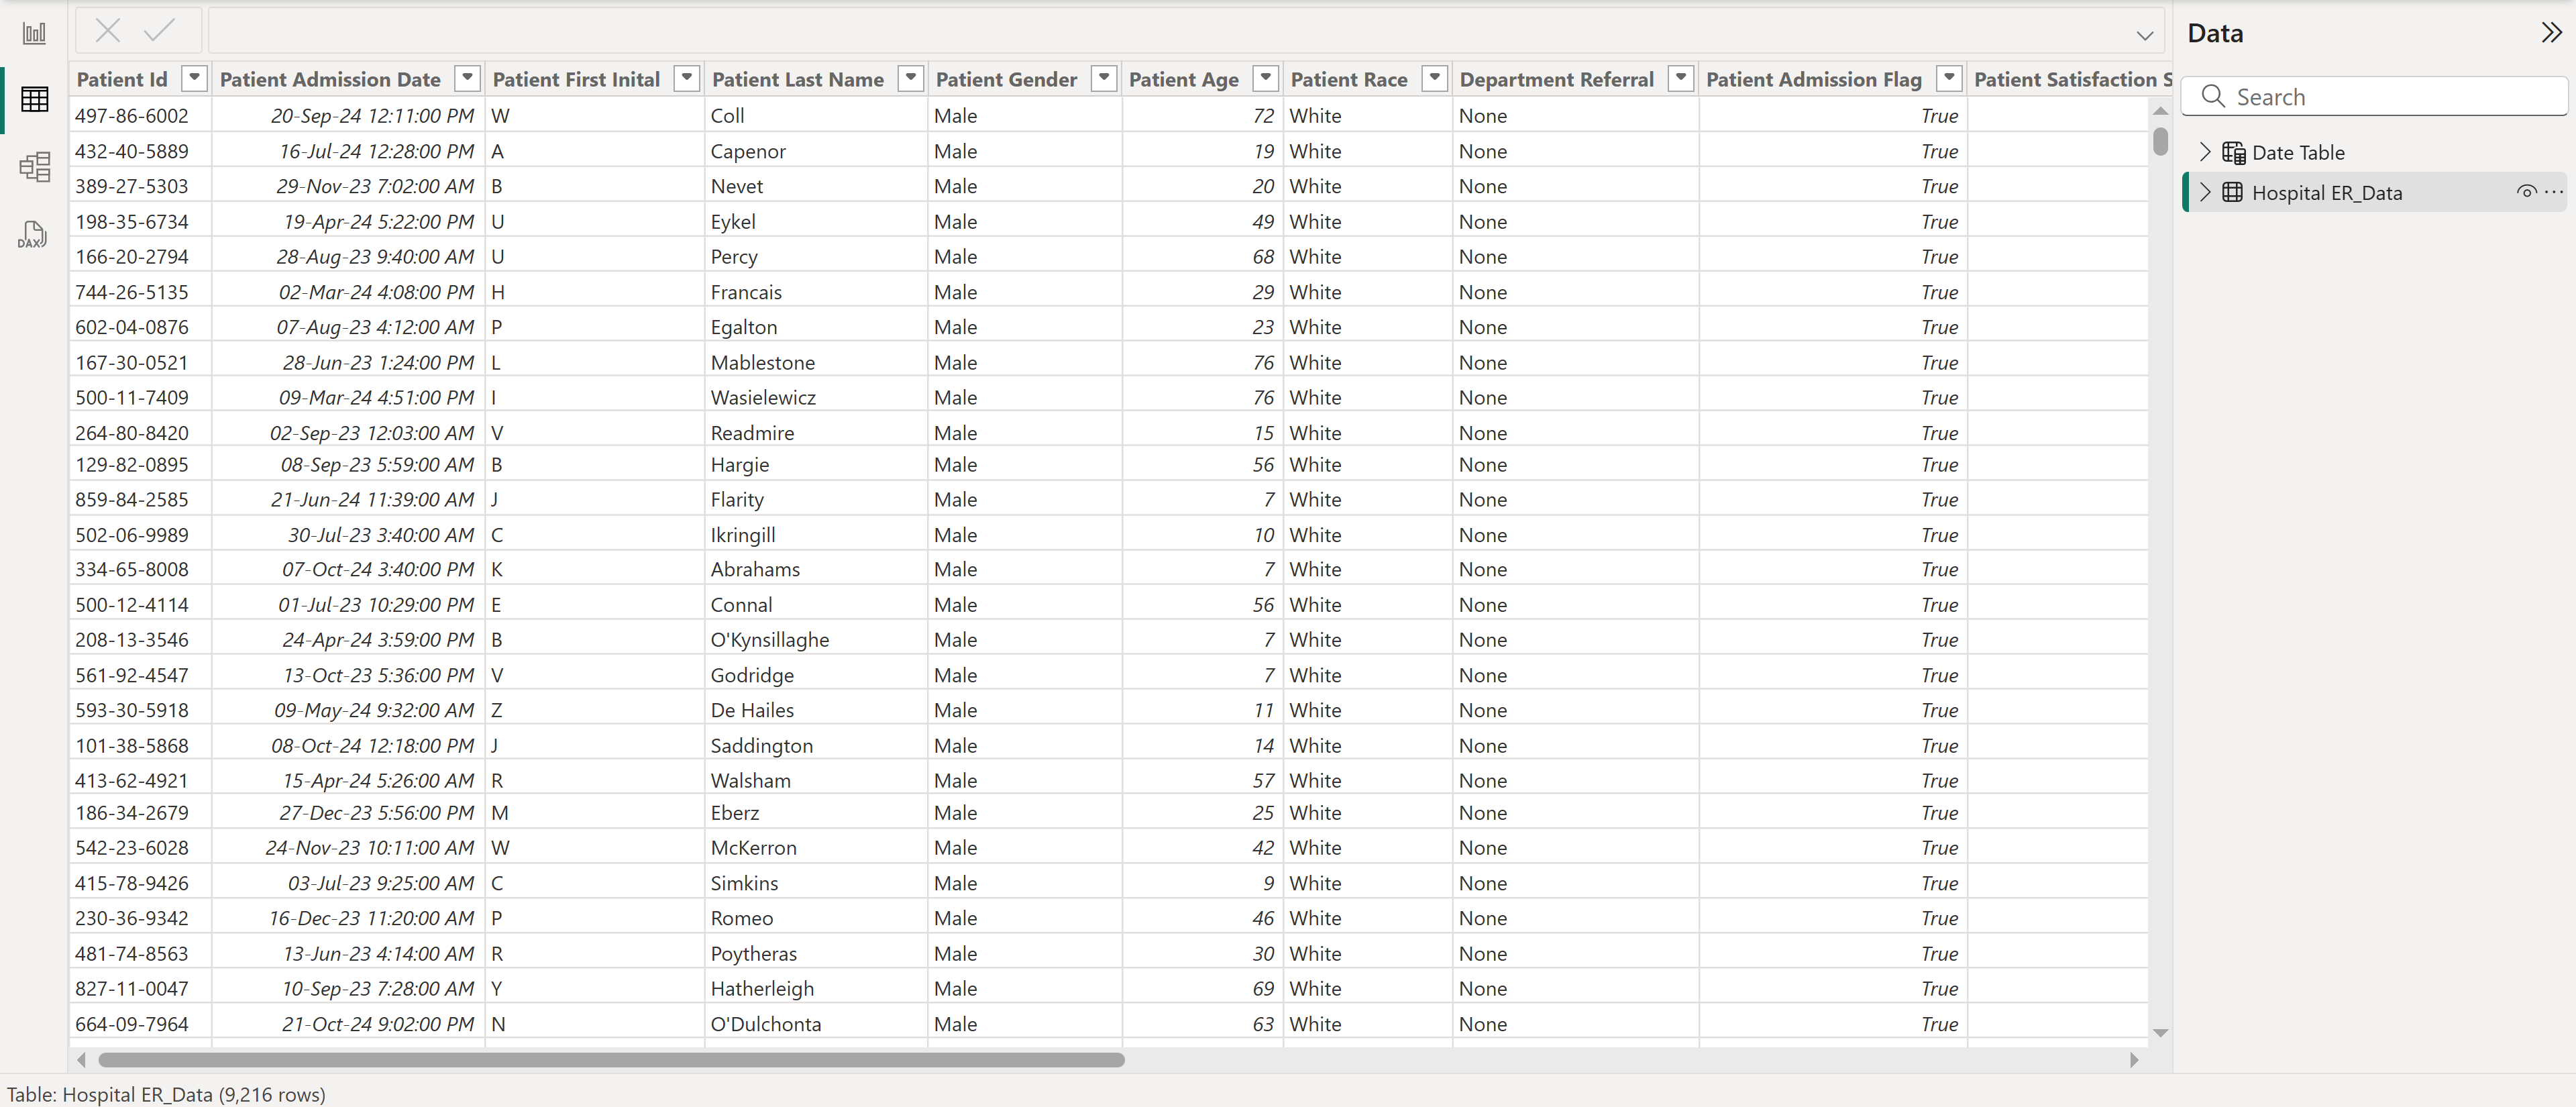 Data
Search
Date Table
Hospital ER_Data
Patient Id Patient Admission Date Patient First Inital Patient Last Name Patient Gender Patient Age Patient Race Department Referral Patient Admission Flag Patient Satisfaction S
497-86-6002 20-Sep-24 12:11:00 PM W Coll Male 72 White None True
432-40-5889 16-Jul-24 12:28:00 PM A Capenor Male 19 White None True
389-27-5303 29-Nov-23 7:02:00 AM B Nevet Male 20 White None True
198-35-6734 19-Apr-24 5:22:00 PM U Eykel Male 49 White None True
166-20-2794 28-Aug-23 9:40:00 AM U Percy Male 68 White None True
744-26-5135 02-Mar-24 4:08:00 PM H Francais Male 29 White None True
602-04-0876 07-Aug-23 4:12:00 AM P Egalton Male 23 White None True
167-30-0521 28-Jun-23 1:24:00 PM L Mablestone Male 76 White None True
500-11-7409 09-Mar-24 4:51:00 PM I Wasielewicz Male 76 White None True
264-80-8420 02-Sep-23 12:03:00 AM V Readmire Male 15 White None True
129-82-0895 08-Sep-23 5:59:00 AM B Hargie Male 56 White None True
859-84-2585 21-Jun-24 11:39:00 AM J Flarity Male 7 White None True
502-06-9989 30-Jul-23 3:40:00 AM C Ikringill Male 10 White None True
334-65-8008 07-Oct-24 3:40:00 PM K Abrahams Male 7 White None True
500-12-4114 01-Jul-23 10:29:00 PM E Connal Male 56 White None True
208-13-3546 24-Apr-24 3:59:00 PM B O'Kynsillaghe Male 7 White None True
561-92-4547 13-Oct-23 5:36:00 PM V Godridge Male 7 White None True
593-30-5918 09-May-24 9:32:00 AM Z De Hailes Male 11 White None True
101-38-5868 08-Oct-24 12:18:00 PM J Saddington Male 14 White None True
413-62-4921 15-Apr-24 5:26:00 AM R Walsham Male 57 White None True
186-34-2679 27-Dec-23 5:56:00 PM M Eberz Male 25 White None True
542-23-6028 24-Nov-23 10:11:00 AM W McKerron Male 42 White None True
415-78-9426 03-Jul-23 9:25:00 AM C Simkins Male 9 White None True
230-36-9342 16-Dec-23 11:20:00 AM P Romeo Male 46 White None True
481-74-8563 13-Jun-23 4:14:00 AM R Poytheras Male 30 White None True
827-11-0047 10-Sep-23 7:28:00 AM Y Hatherleigh Male 69 White None True
664-09-7964 21-Oct-24 9:02:00 PM N O'Dulchonta Male 63 White None True
DAX
Table: Hospital ER_Data (9,216 rows)